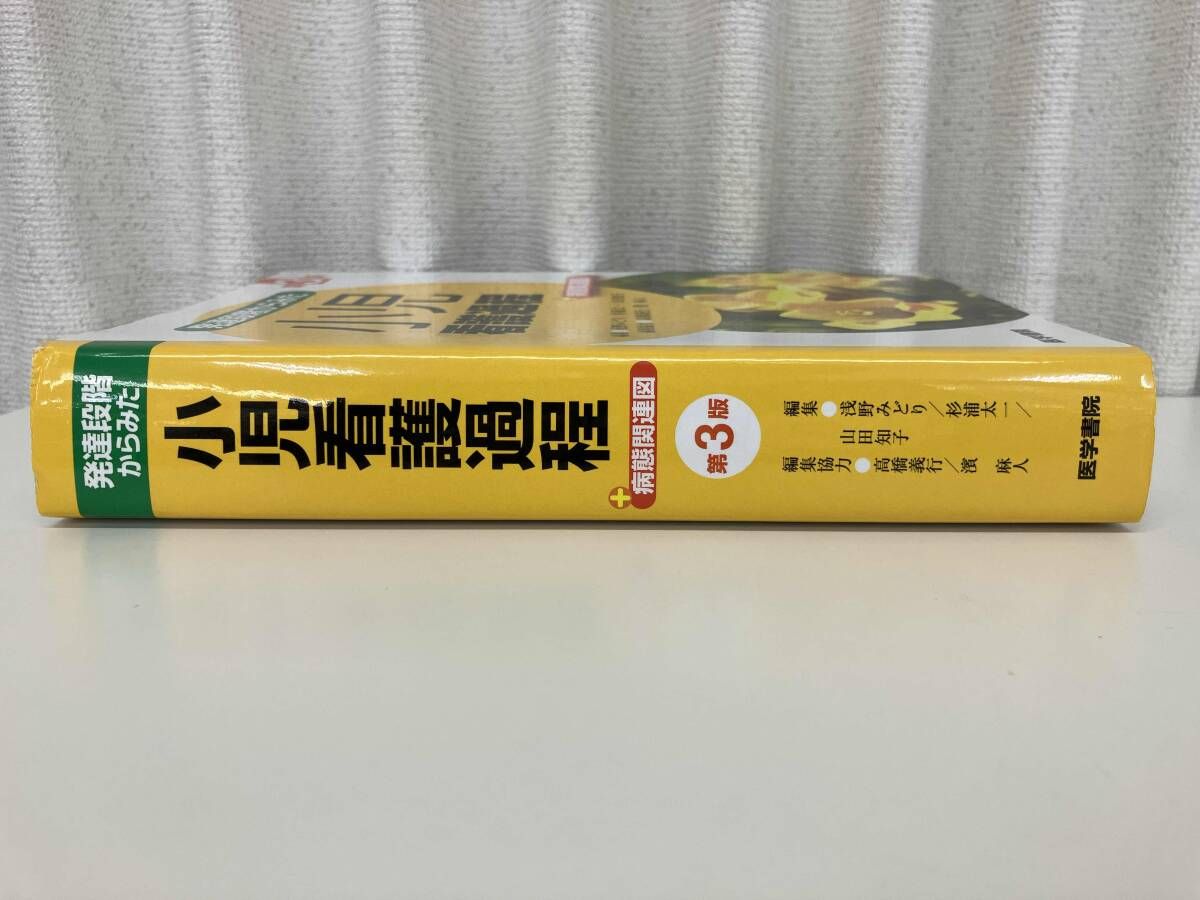 発達段階
からみた
小児看護過程
+病態関連図
第3版
編集●浅野みどり/杉浦太一/
山田知子
編集協力●高橋義行/濱 麻人
医学書院
小児